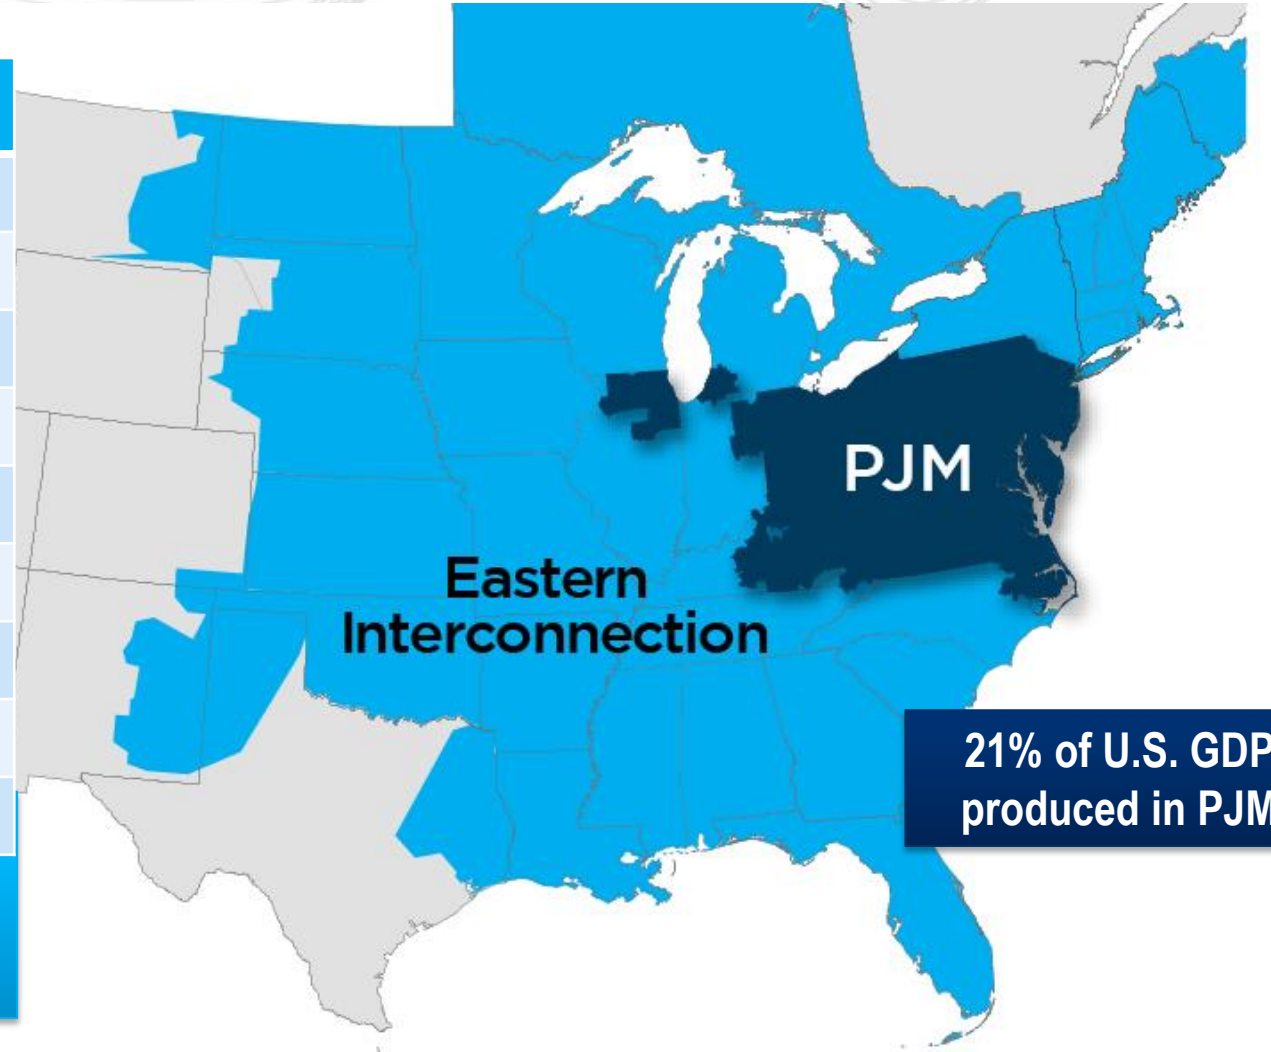 PJM
Eastern
Interconnection
21% of U.S. GDP
produced in PJM